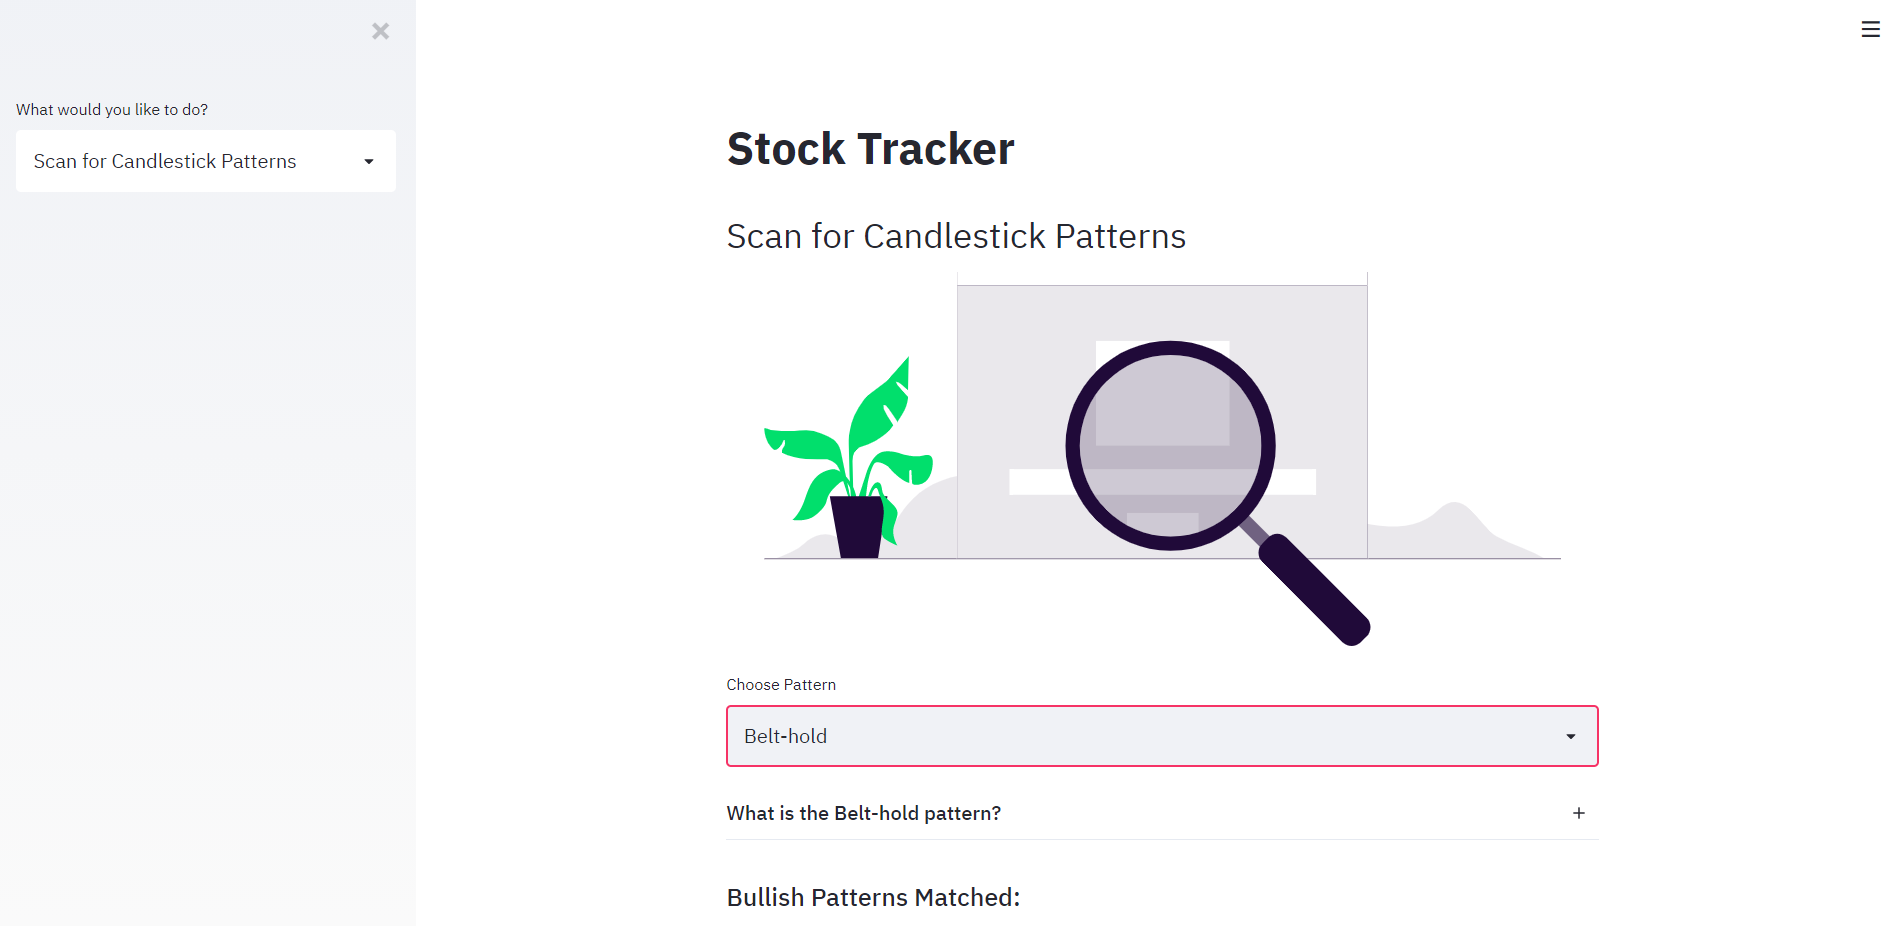 What would you like to do?
Scan for Candlestick Patterns
Stock Tracker
Scan for Candlestick Patterns
Choose Pattern
Belt-hold
What is the Belt-hold pattern?
Bullish Patterns Matched: